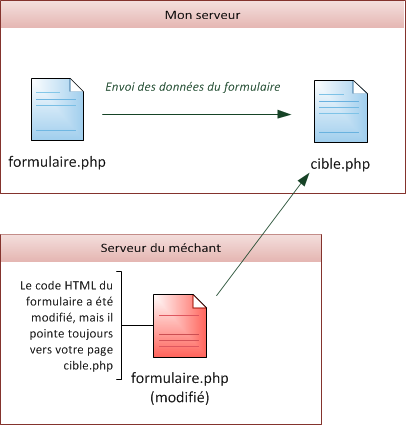 Mon serveur
Envoi des données du formulaire
formulaire.php
cible.php
Serveur du méchant
Le code HTML du
formulaire a été
modifié, mais il
pointe toujours
vers votre page
cible.php
formulaire.php
(modifié)